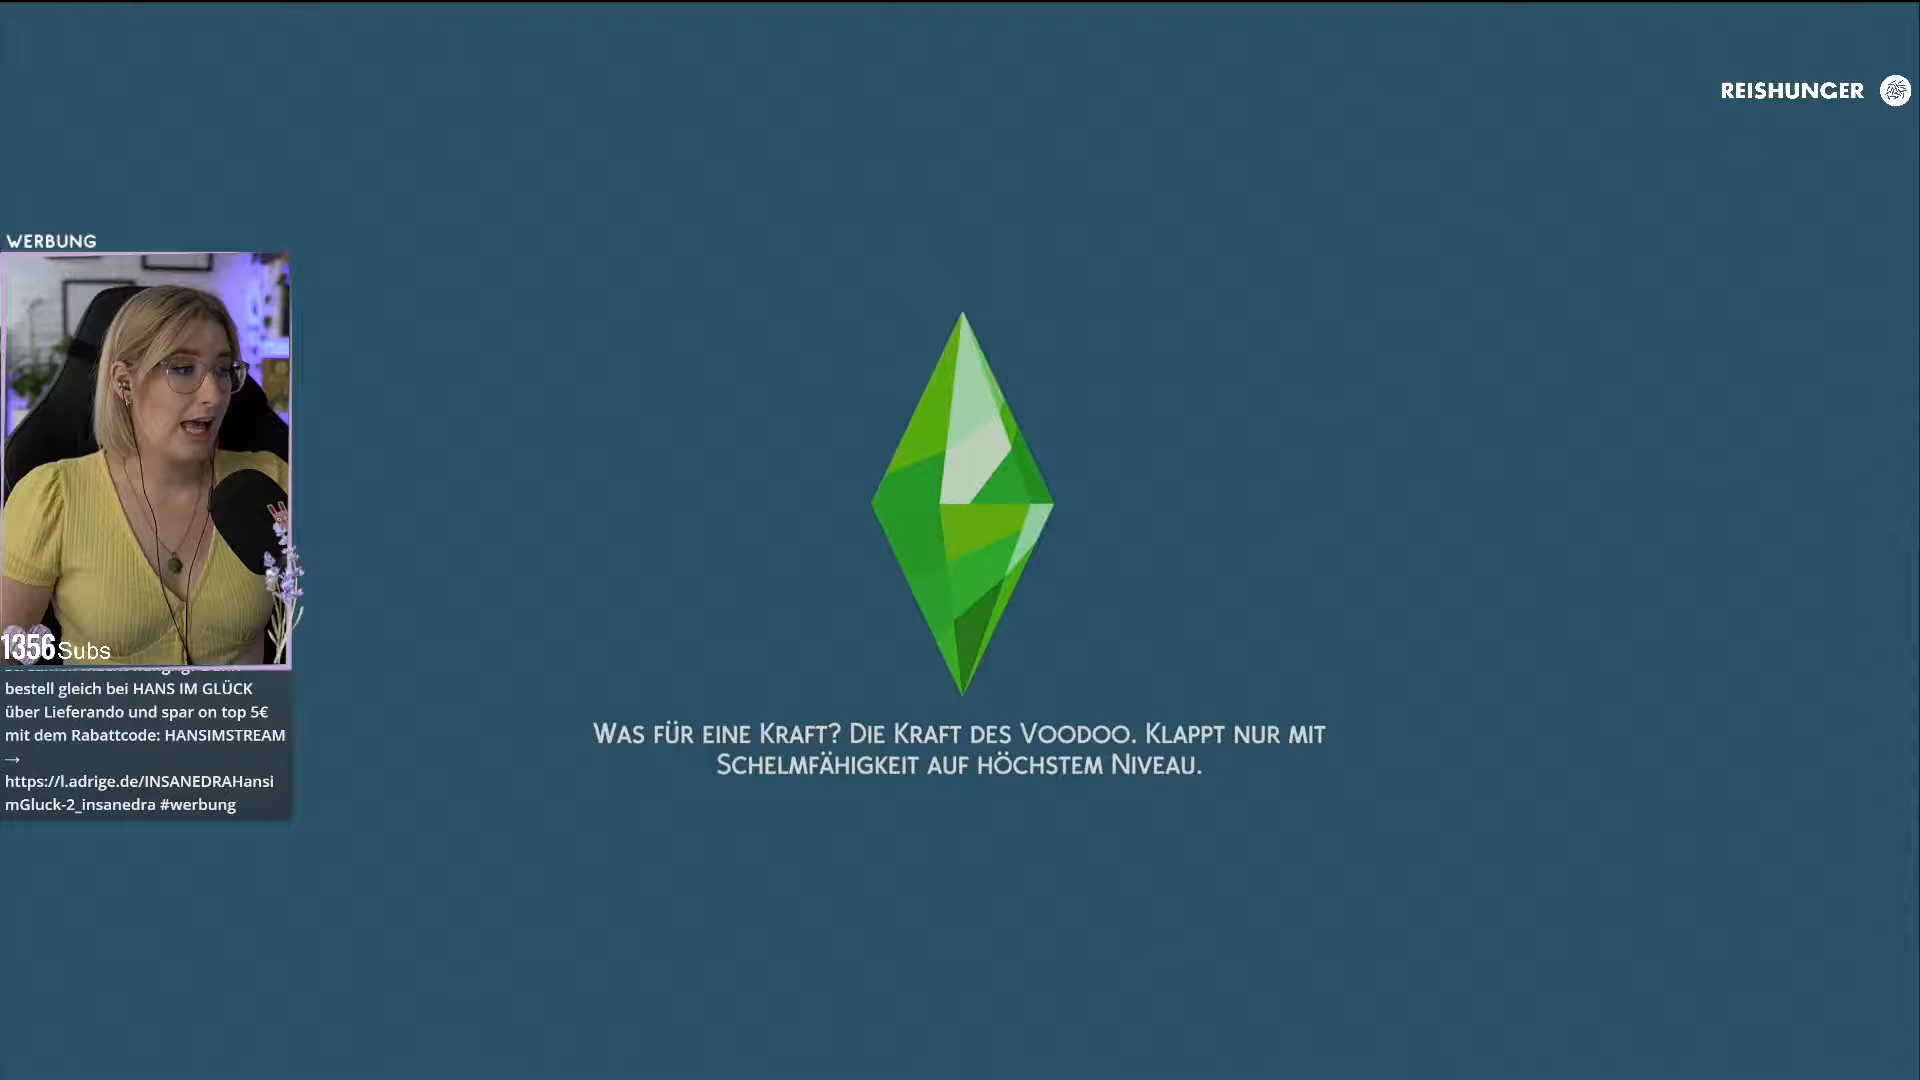 REISHUNGER
WERBUNG
1356 Subs
bestell gleich bei HANS IM GLÜCK
über Lieferando und spar on top 5€
mit dem Rabattcode: HANSIMSTREAM
→
https://l.adrige.de/INSANEDRAHansi
mGluck-2_insanedra #werbung
WAS FÜR EINE KRAFT? DIE KRAFT DES VOODOO. KLAPPT NUR MIT
SCHELMFÄHIGKEIT AUF HÖCHSTEM NIVEAU.